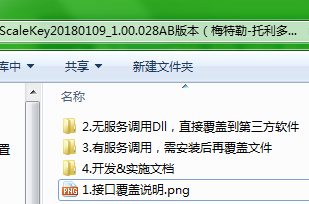 ScaleKey20180109_1.00.028AB版本（梅特勒-托利多...
共享 新建文件夹
名称
2.无服务调用Dll，直接覆盖到第三方软件
3.有服务调用，需安装后再覆盖文件
置 4.开发&实施文档
PNG 1.接口覆盖说明.png